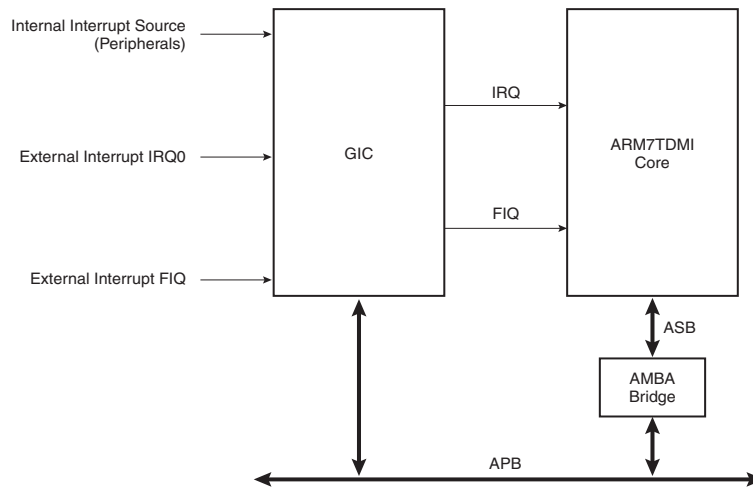 Internal Interrupt Source
(Peripherals)
IRQ
External Interrupt IRQ0
GIC
ARM7TDMI
Core
FIQ
External Interrupt FIQ
ASB
AMBA
Bridge
APB